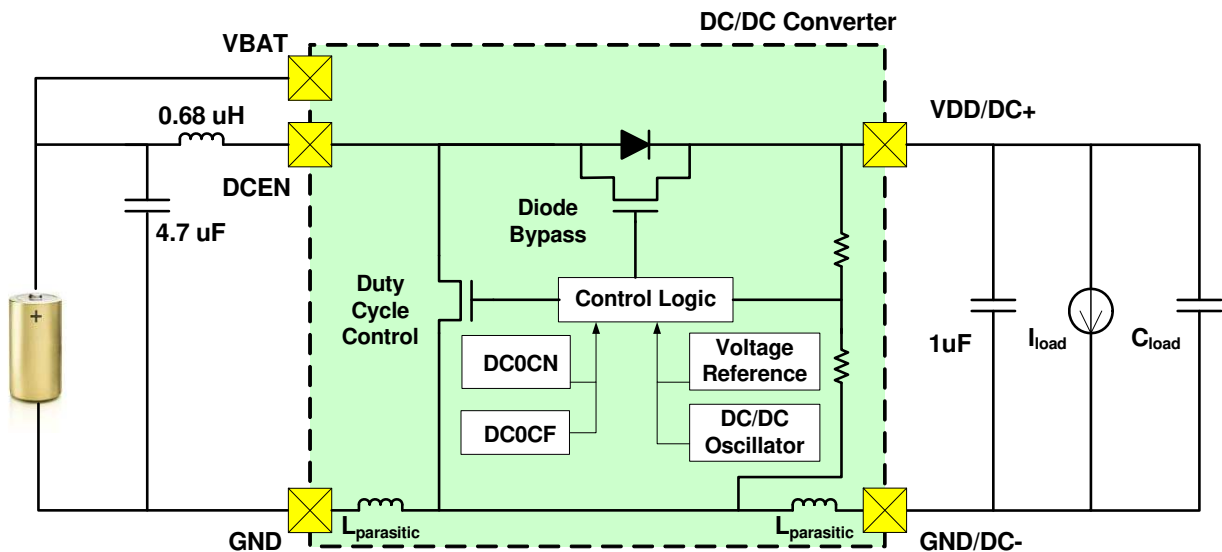 DC/DC Converter
VBAT
0.68 uH
VDD/DC+
DCEN
4.7 uF
Diode
Bypass
Duty
Cycle
Control
Control Logic
+
DC0CN
Voltage
Reference
1uF
Iload
Cload
DC0CF
DC/DC
Oscillator
Lparasitic
Lparasitic
GND
GND/DC-